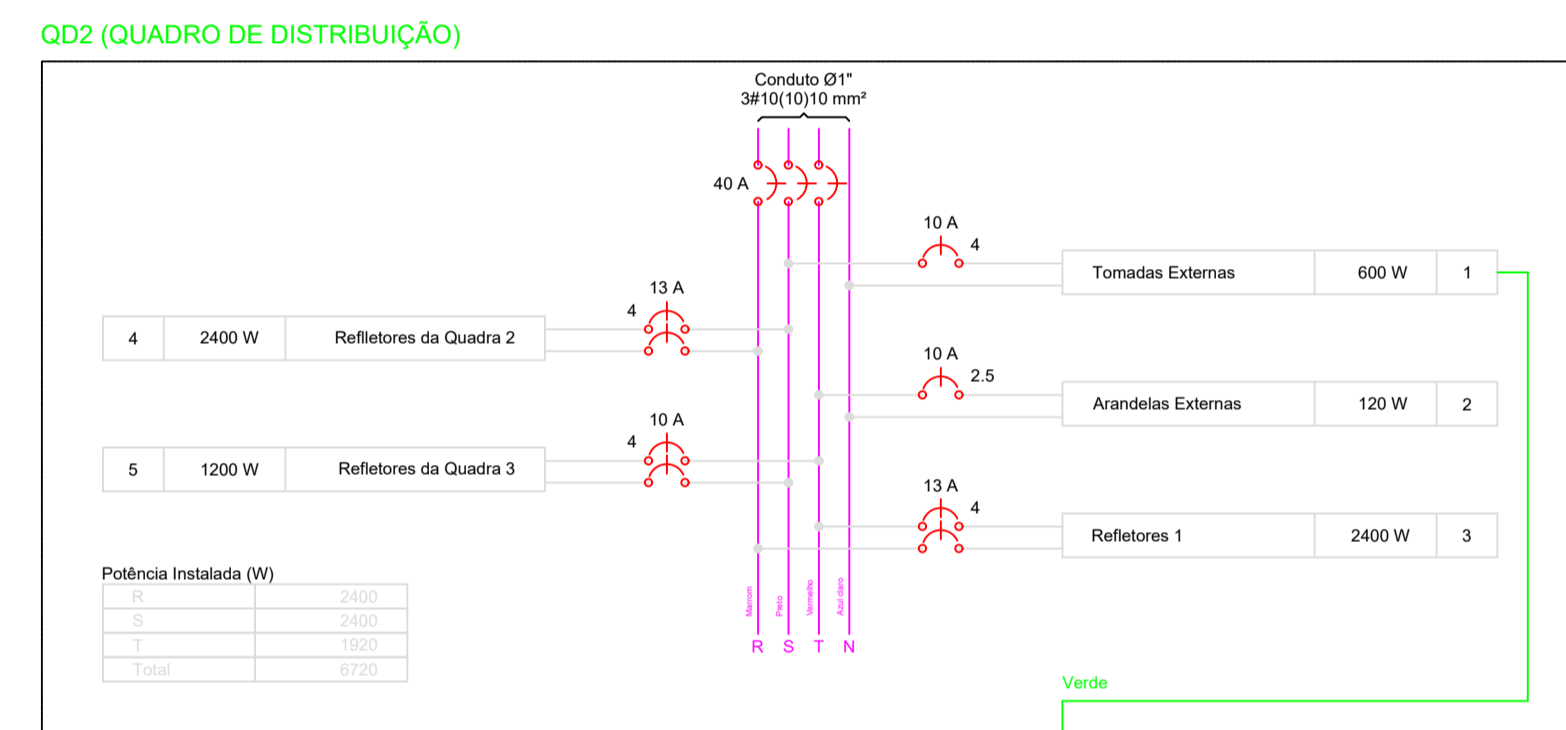 QD2 (QUADRO DE DISTRIBUIÇÃO)
Conduto Ø1"
3#10(10)10 mm²
40 A
10 A
4
Tomadas Externas 600 W 1
13 A
4
4 2400 W Reflletores da Quadra 2
10 A
2.5
Arandelas Externas 120 W 2
10 A
4
5 1200 W Refletores da Quadra 3
13 A
4
Refletores 1 2400 W 3
Potência Instalada (W)
R 2400
S 2400
T 1920
Total 6720
Marrom
Preto
Vermelho
Azul claro
R S T N
Verde